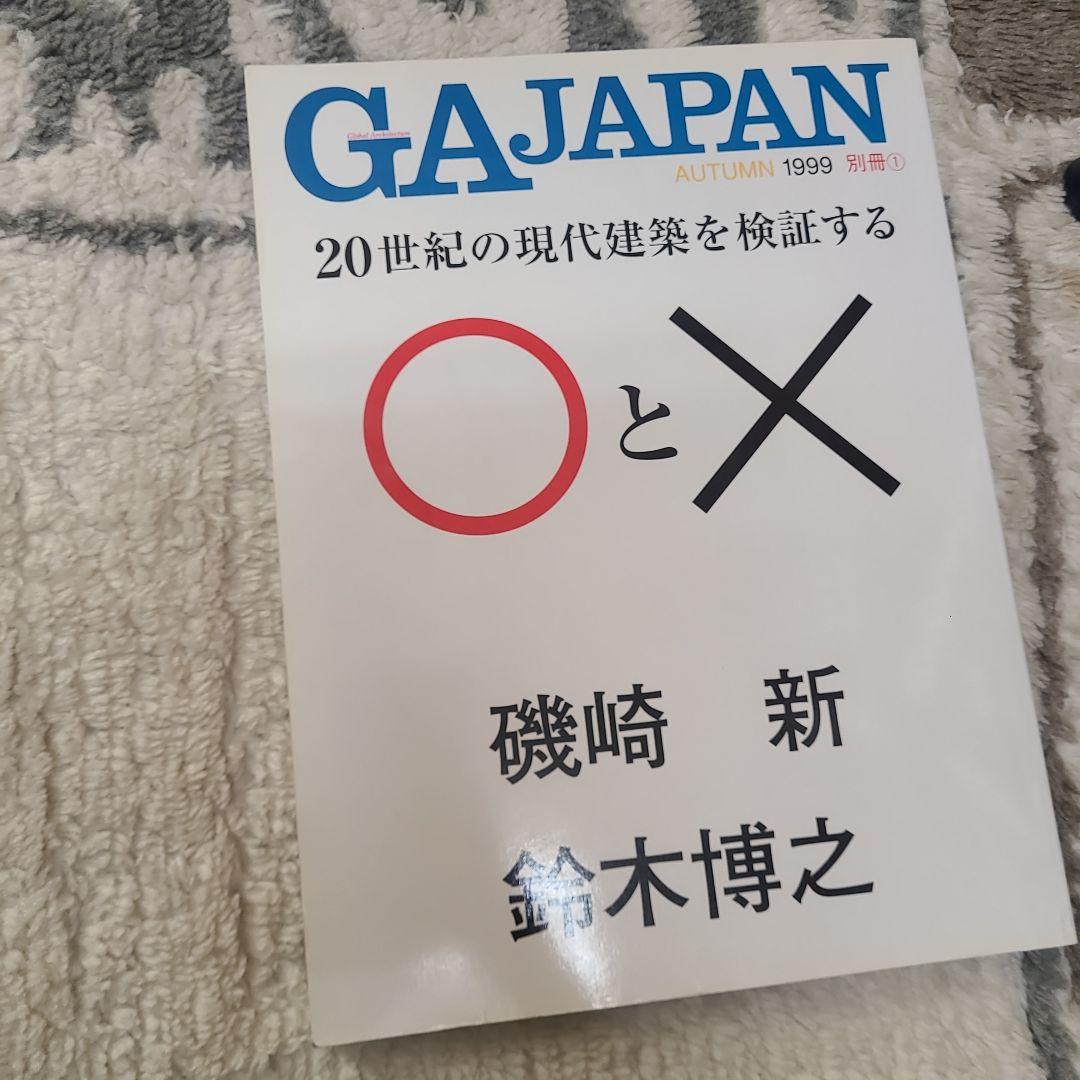 GA JAPAN
Global Architecture
AUTUMN 1999 別冊①
20世紀の現代建築を検証する
○と×
磯崎 新
鈴木博之